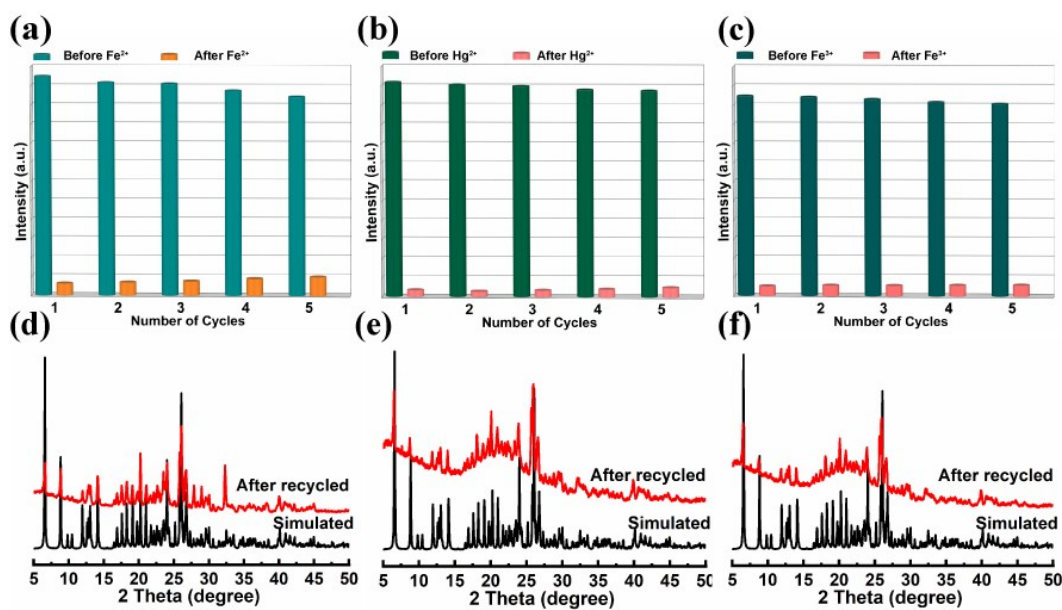 (a) (b) (c)
Before Fe²⁺ After Fe²⁺ Before Hg²⁺ After Hg²⁺ Before Fe³⁺ After Fe³⁺
Intensity (a.u.) Intensity (a.u.) Intensity (a.u.)
1 2 3 4 5 1 2 3 4 5 1 2 3 4 5
Number of Cycles Number of Cycles Number of Cycles
(d) (e) (f)
After recycled After recycled After recycled
Simulated Simulated Simulated
5 10 15 20 25 30 35 40 45 50 5 10 15 20 25 30 35 40 45 50 5 10 15 20 25 30 35 40 45 50
2 Theta (degree) 2 Theta (degree) 2 Theta (degree)